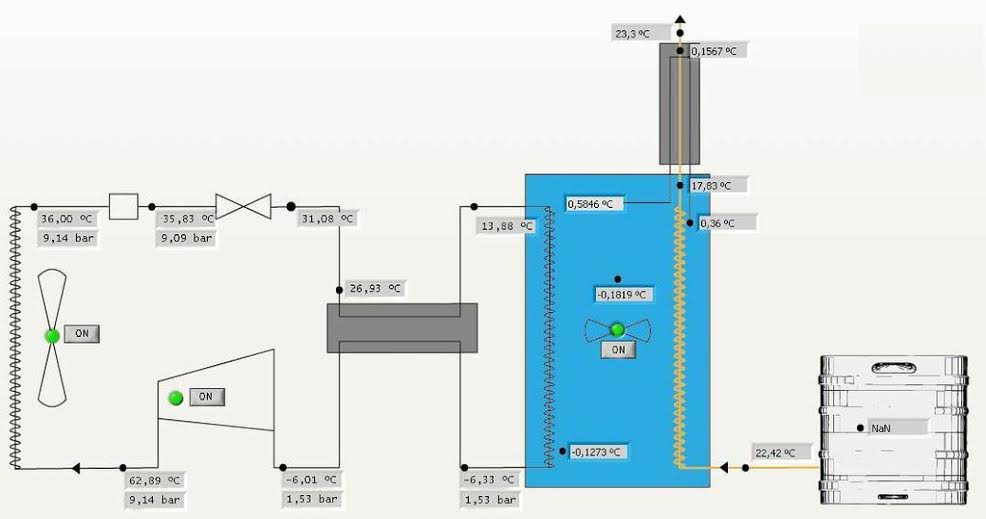 23,3 ºC
0,1567 ºC
17,83 ºC
0,5846 ºC
36,00 ºC
9,14 bar
35,83 ºC
9,09 bar
31,08 ºC
13,88 ºC
0,36 ºC
26,93 ºC
-0,1819 ºC
ON
ON
ON
NaN
-0,1273 ºC
22,42 ºC
62,89 ºC
9,14 bar
-6,01 ºC
1,53 bar
-6,33 ºC
1,53 bar